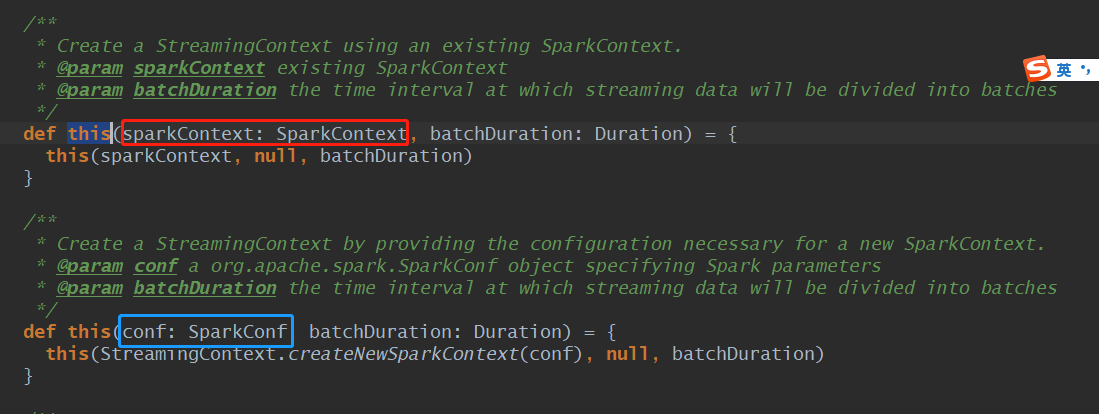 /**
* Create a StreamingContext using an existing SparkContext.
* @param sparkContext existing SparkContext
* @param batchDuration the time interval at which streaming data will be divided into batches
*/
def this(sparkContext: SparkContext, batchDuration: Duration) = {
this(sparkContext, null, batchDuration)
}
/**
* Create a StreamingContext by providing the configuration necessary for a new SparkContext.
* @param conf a org.apache.spark.SparkConf object specifying Spark parameters
* @param batchDuration the time interval at which streaming data will be divided into batches
*/
def this(conf: SparkConf batchDuration: Duration) = {
this(StreamingContext.createNewSparkContext(conf), null, batchDuration)
}
S 英 •,